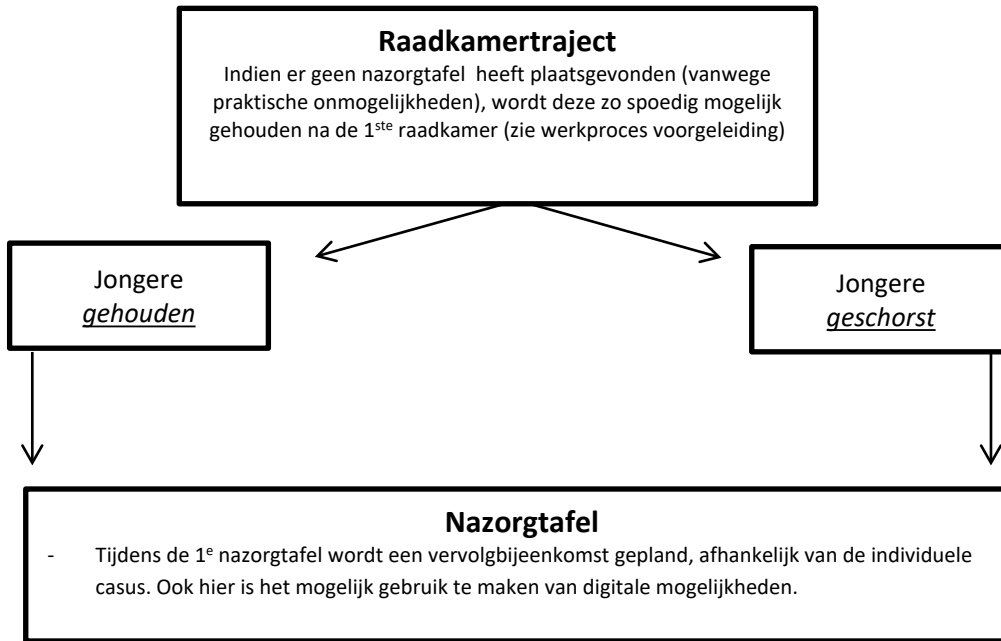 Raadkamertraject
Indien er geen nazorgtafel heeft plaatsgevonden (vanwege
praktische onmogelijkheden), wordt deze zo spoedig mogelijk
gehouden na de 1ste raadkamer (zie werkproces voorgeleiding)
Jongere
gehouden
Jongere
geschorst
Nazorgtafel
- Tijdens de 1e nazorgtafel wordt een vervolgbijeenkomst gepland, afhankelijk van de individuele
casus. Ook hier is het mogelijk gebruik te maken van digitale mogelijkheden.